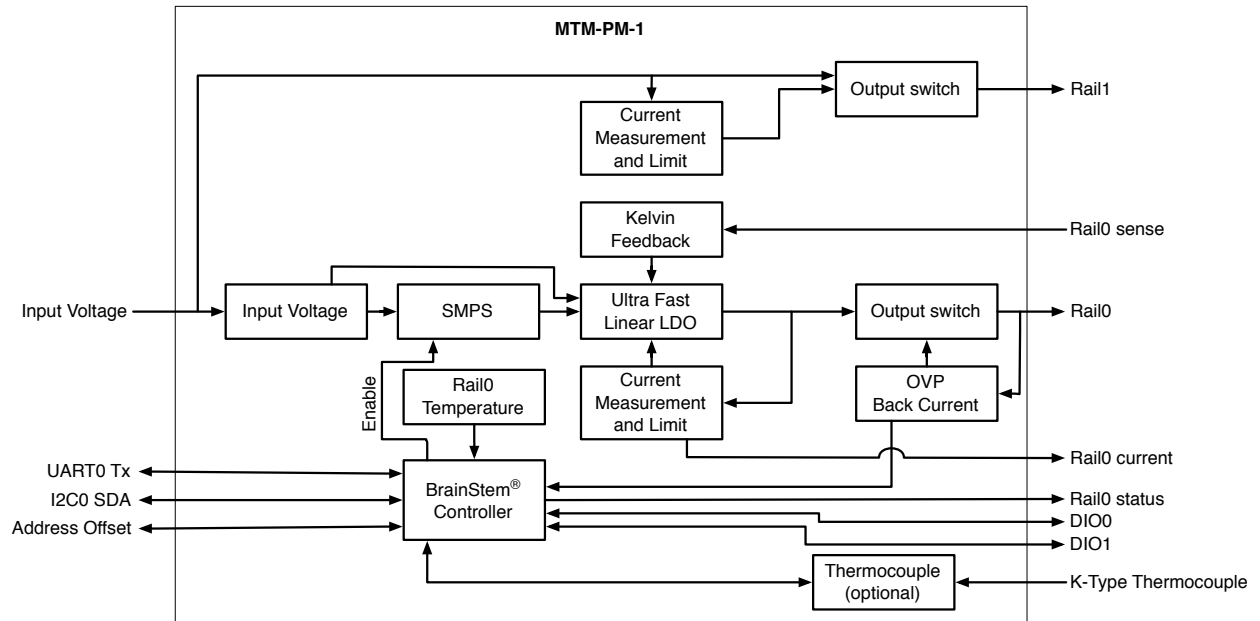 MTM-PM-1
Output switch
Rail1
Current
Measurement
and Limit
Kelvin
Feedback
Rail0 sense
Input Voltage
Input Voltage
SMPS
Ultra Fast
Linear LDO
Output switch
Rail0
Enable
Rail0
Temperature
Current
Measurement
and Limit
OVP
Back Current
Rail0 current
UART0 Tx
I2C0 SDA
Address Offset
BrainStem®
Controller
Rail0 status
DIO0
DIO1
Thermocouple
(optional)
K-Type Thermocouple